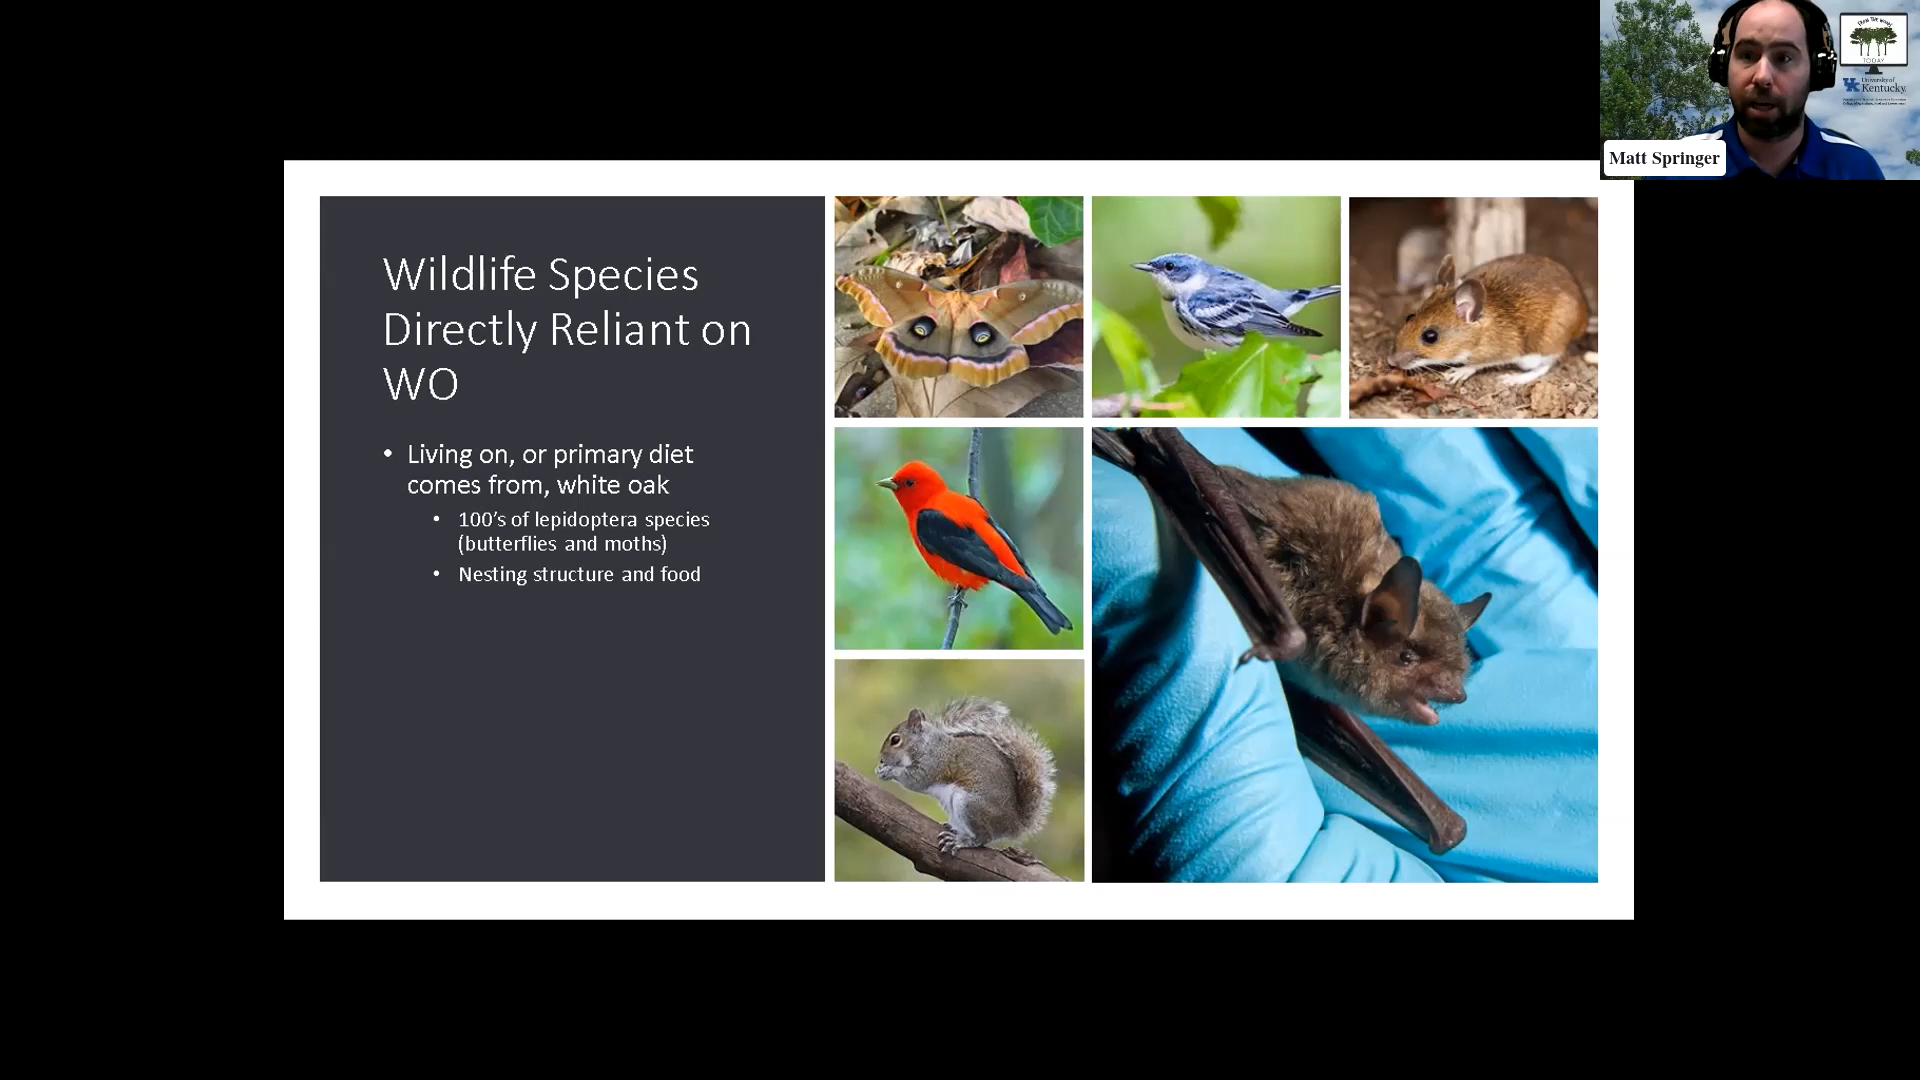 Wildlife Species
Directly Reliant on
WO
• Living on, or primary diet
comes from, white oak
• 100's of lepidoptera species
(butterflies and moths)
• Nesting structure and food
Matt Springer
TODAY
University of
Kentucky